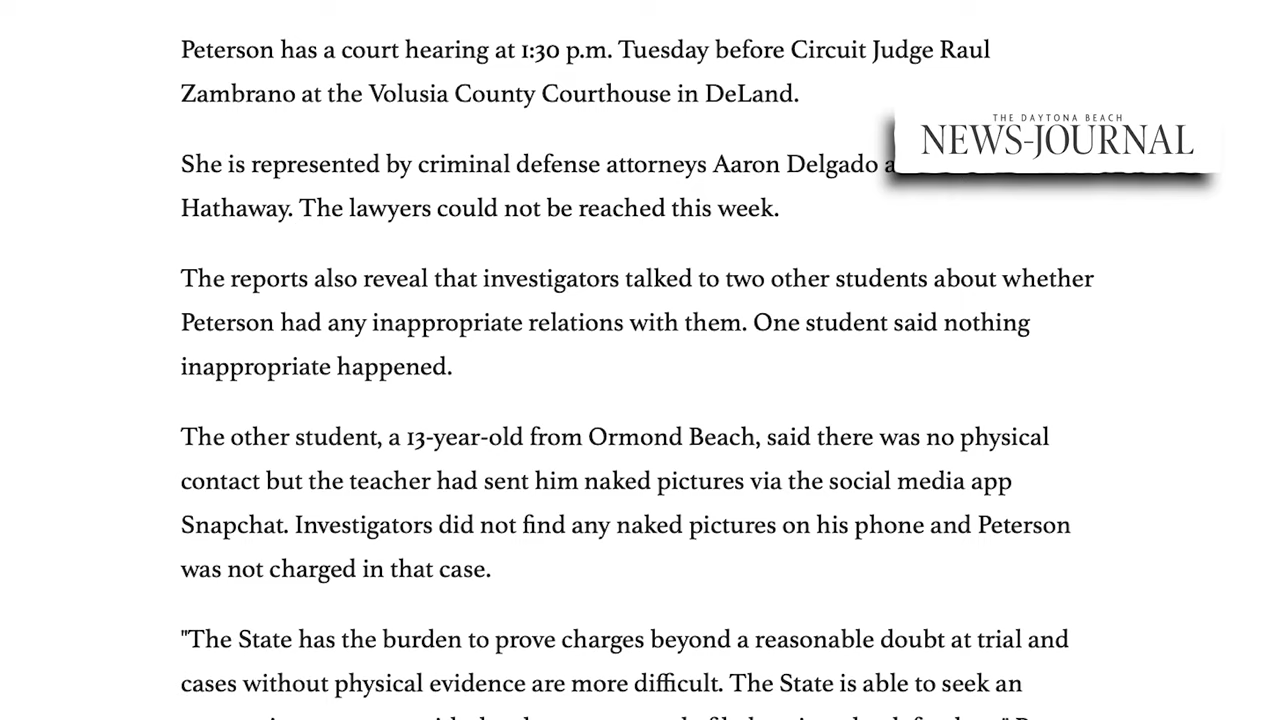 Peterson has a court hearing at 1:30 p.m. Tuesday before Circuit Judge Raul
Zambrano at the Volusia County Courthouse in DeLand.
THE DAYTONA BEACH
NEWS-JOURNAL
She is represented by criminal defense attorneys Aaron Delgado
Hathaway. The lawyers could not be reached this week.
The reports also reveal that investigators talked to two other students about whether
Peterson had any inappropriate relations with them. One student said nothing
inappropriate happened.
The other student, a 13-year-old from Ormond Beach, said there was no physical
contact but the teacher had sent him naked pictures via the social media app
Snapchat. Investigators did not find any naked pictures on his phone and Peterson
was not charged in that case.
"The State has the burden to prove charges beyond a reasonable doubt at trial and
cases without physical evidence are more difficult. The State is able to seek an